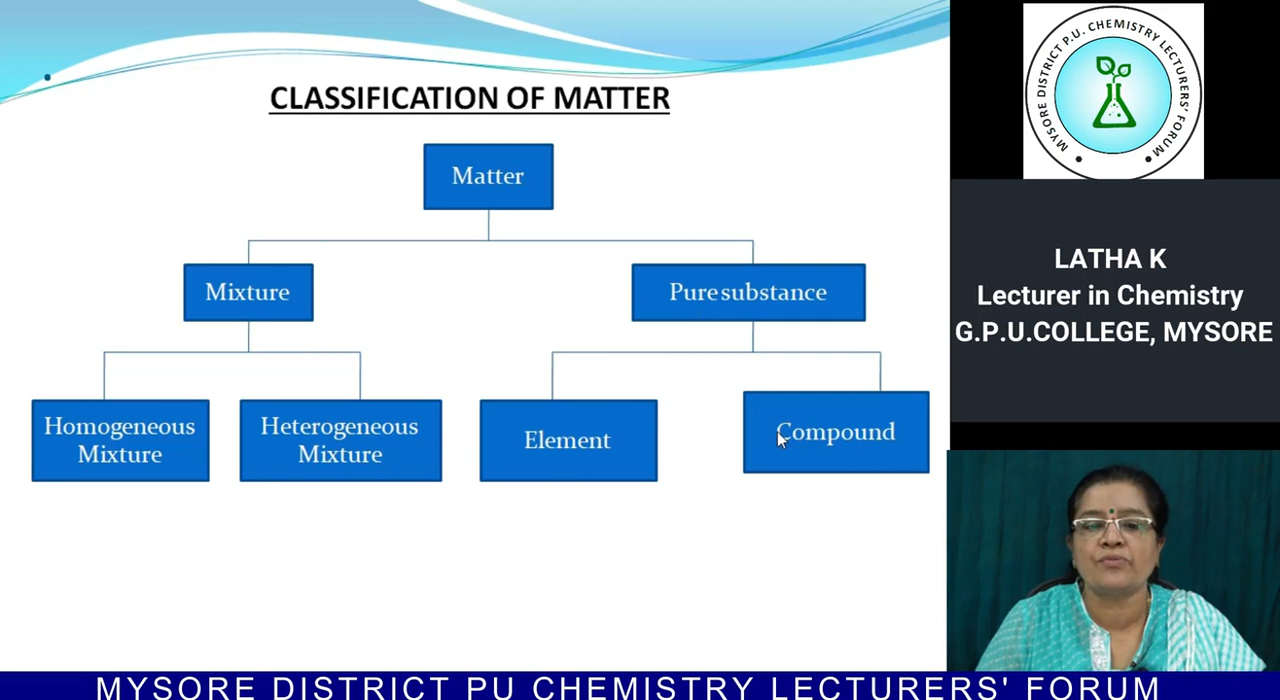 CLASSIFICATION OF MATTER
Matter
Mixture
Pure substance
Homogeneous
Mixture
Heterogeneous
Mixture
Element
Compound
MYSORE DISTRICT P.U. CHEMISTRY LECTURERS' FORUM
LATHA K
Lecturer in Chemistry
G.P.U.COLLEGE, MYSORE
MYSORE DISTRICT PU CHEMISTRY LECTURERS' FORUM